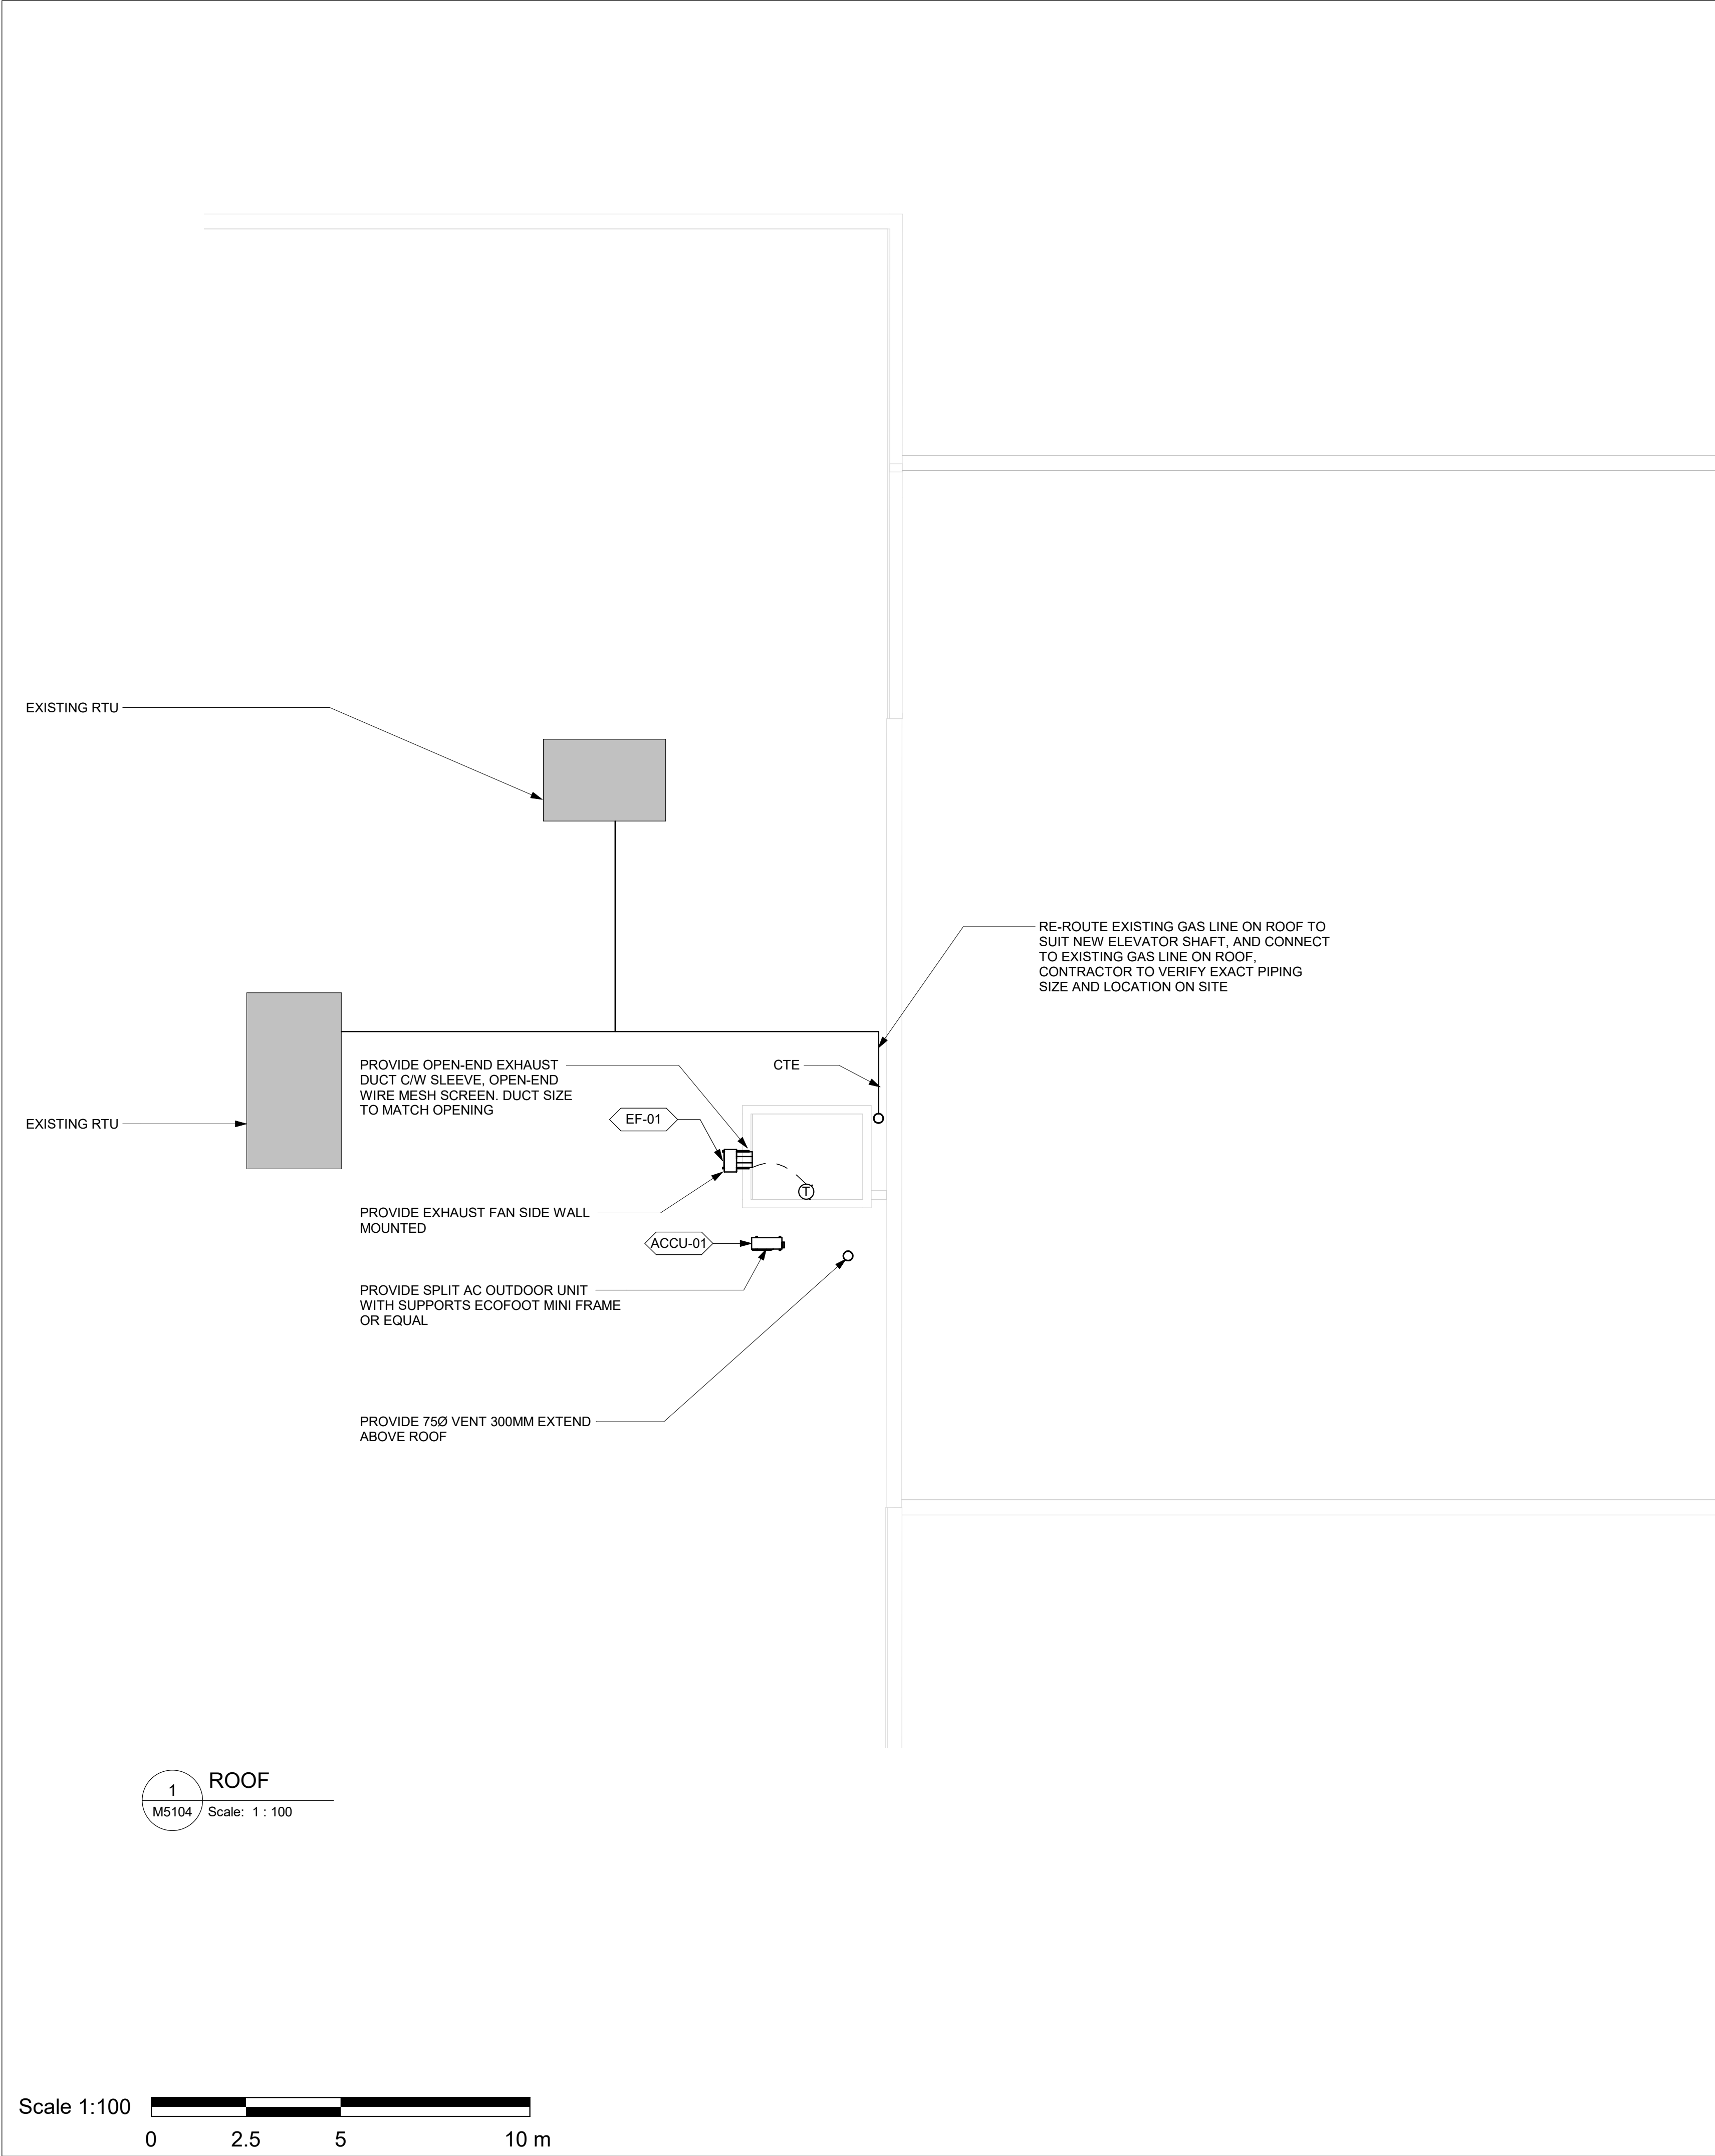 EXISTING RTU
RE-ROUTE EXISTING GAS LINE ON ROOF TO
SUIT NEW ELEVATOR SHAFT, AND CONNECT
TO EXISTING GAS LINE ON ROOF,
CONTRACTOR TO VERIFY EXACT PIPING
SIZE AND LOCATION ON SITE
PROVIDE OPEN-END EXHAUST
DUCT C/W SLEEVE, OPEN-END
WIRE MESH SCREEN. DUCT SIZE
TO MATCH OPENING
CTE
EF-01
EXISTING RTU
T
PROVIDE EXHAUST FAN SIDE WALL
MOUNTED
ACCU-01
PROVIDE SPLIT AC OUTDOOR UNIT
WITH SUPPORTS ECOFOOT MINI FRAME
OR EQUAL
PROVIDE 75Ø VENT 300MM EXTEND
ABOVE ROOF
1
M5104
ROOF
Scale: 1 : 100
Scale 1:100
0 2.5 5 10 m